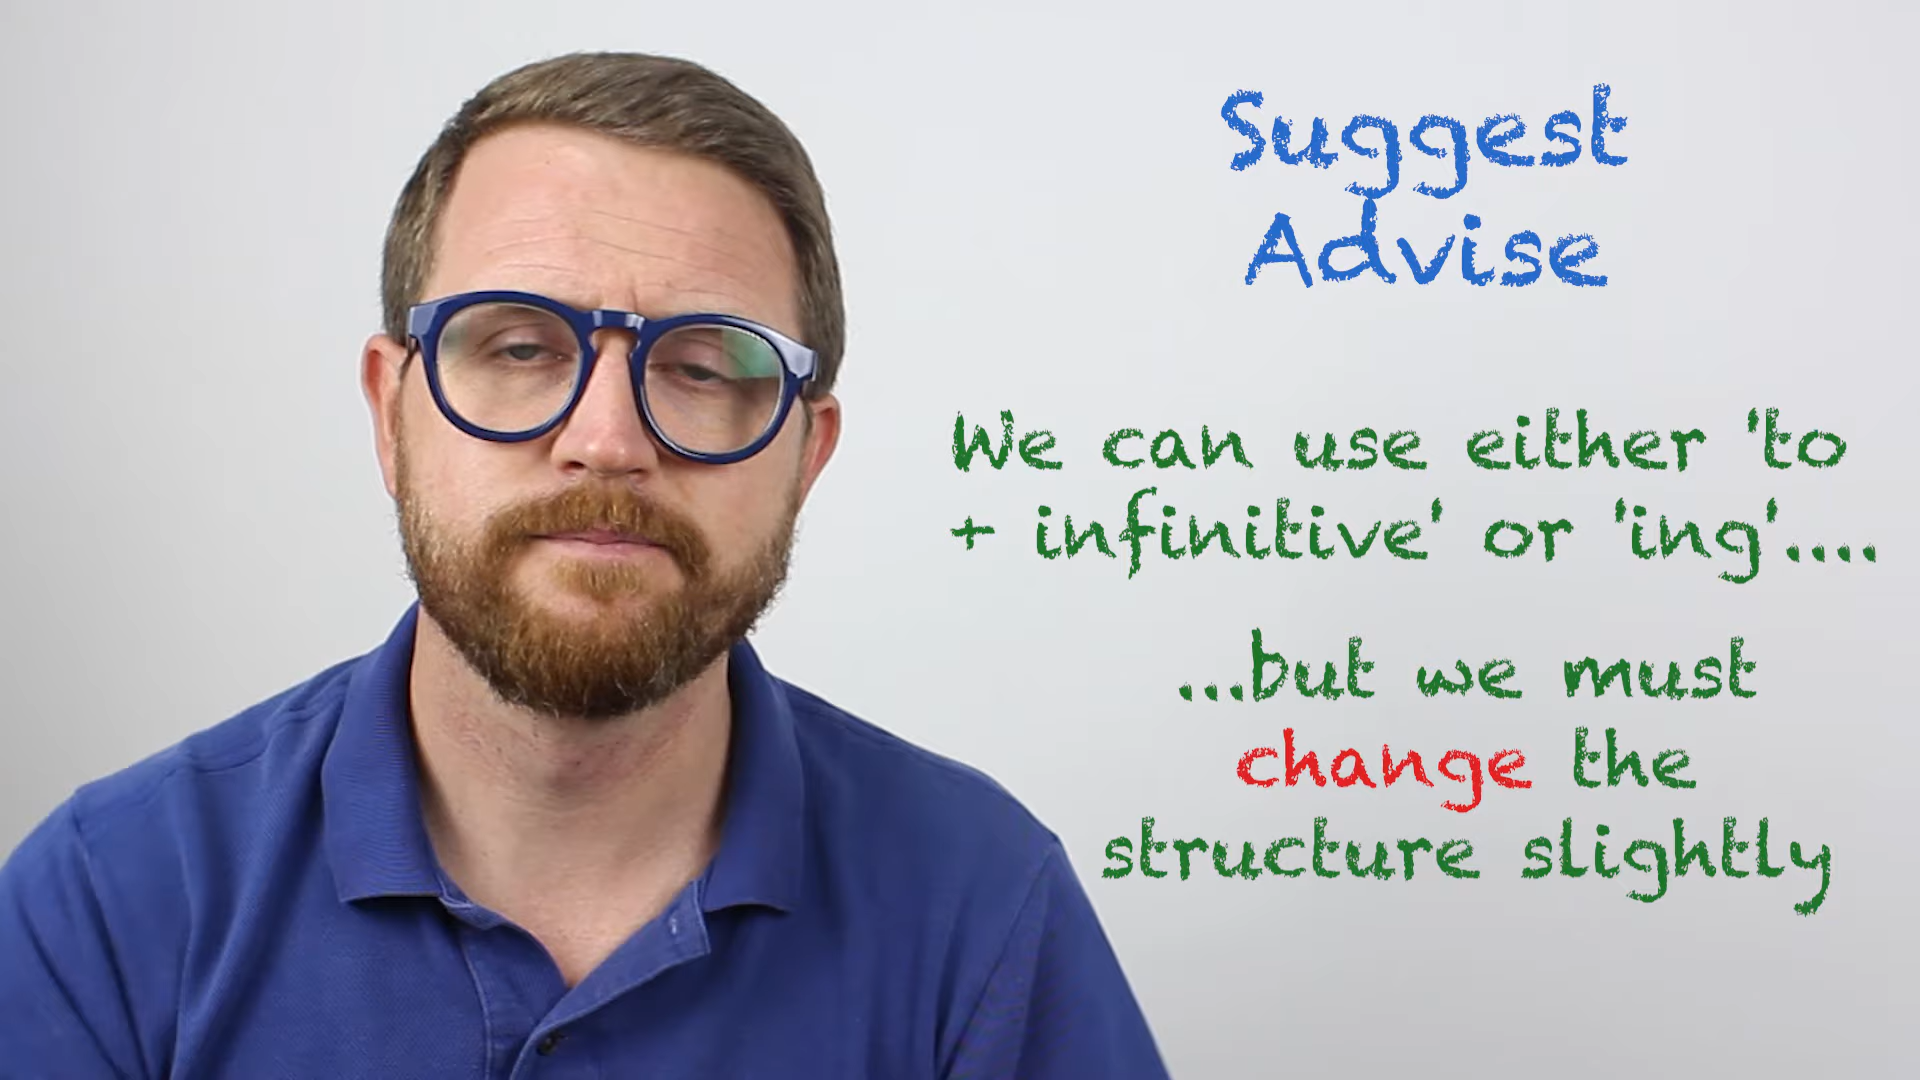 Suggest
Advise
We can use either 'to
+ infinitive' or 'ing'....
...but we must
change the
structure slightly